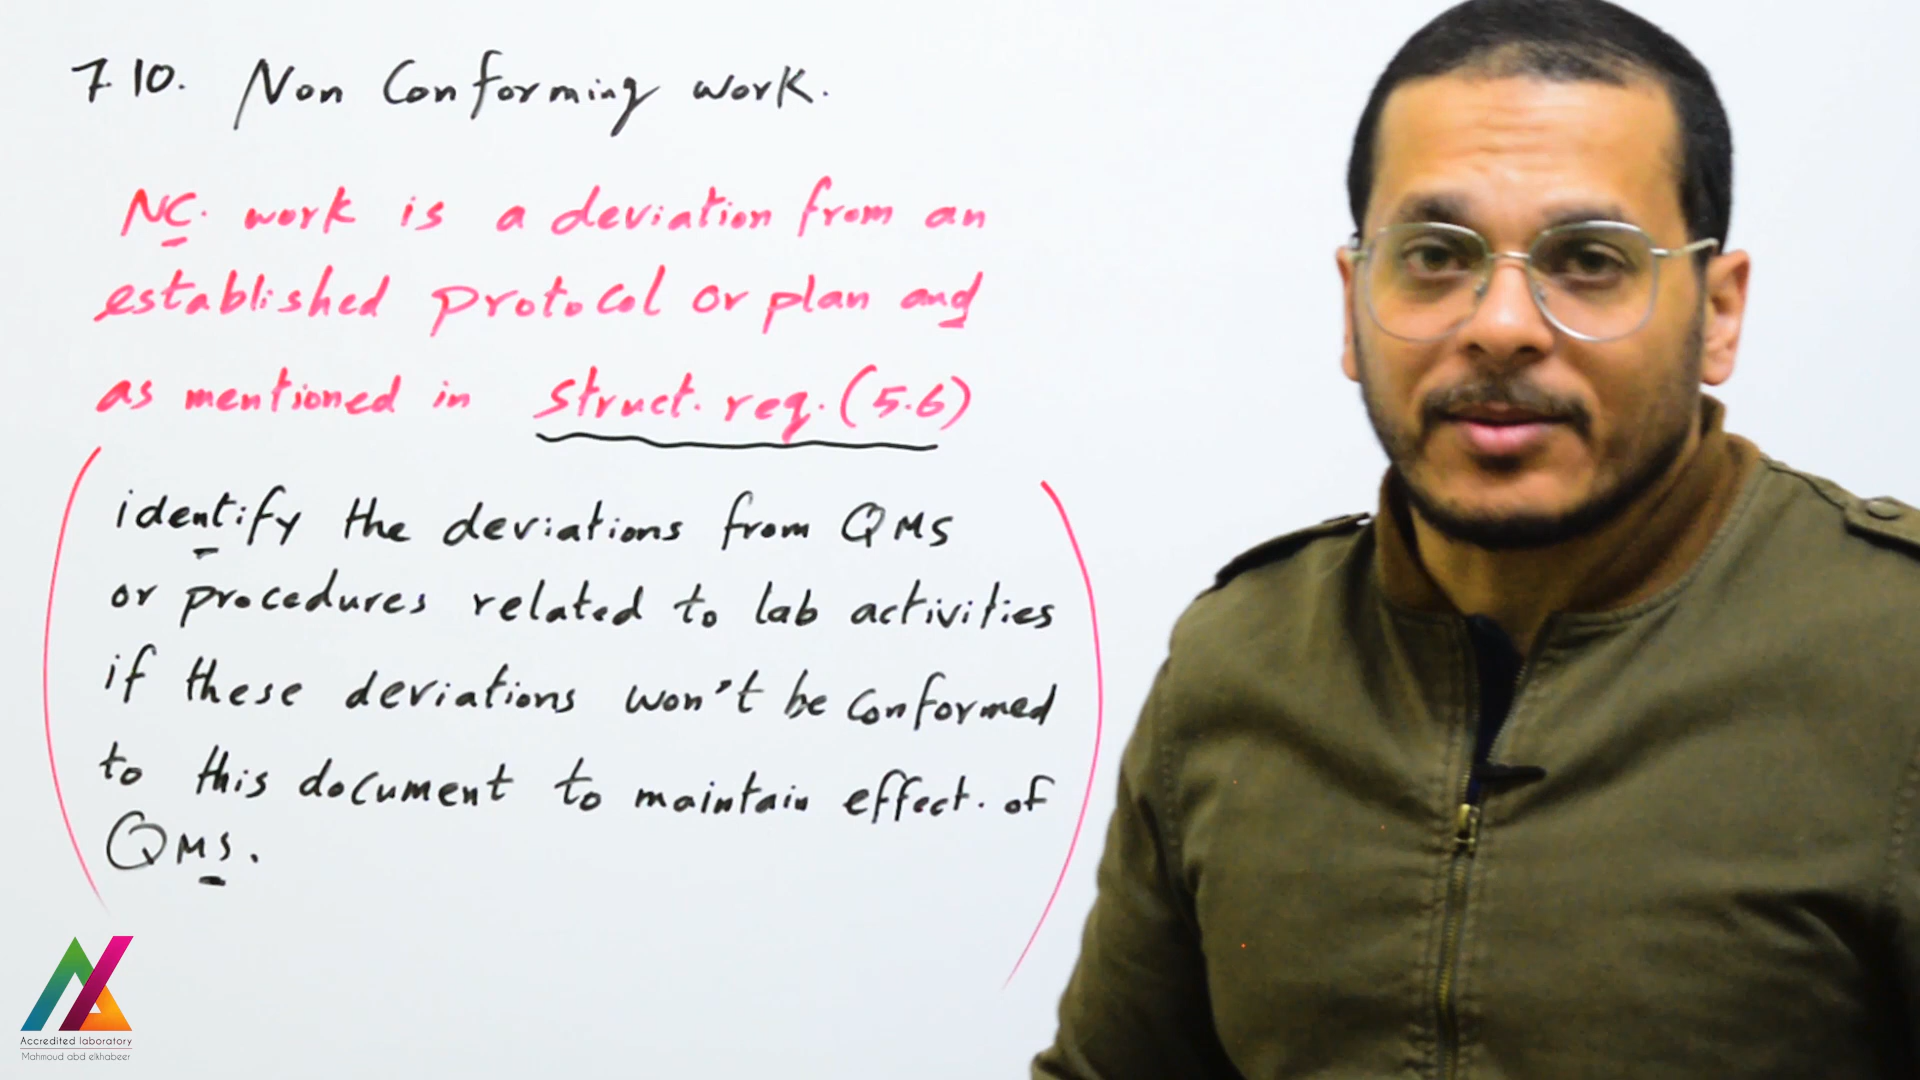 7.10. Non Conforming work.
NC. work is a deviation from an
established protocol or plan and
as mentioned in struct. req. (5.6)
identify the deviations from QMS
or procedures related to lab activities
if these deviations won't be conformed
to this document to maintain effect. of
QMS.
Accredited laboratory
Mahmoud abd elkhabeer